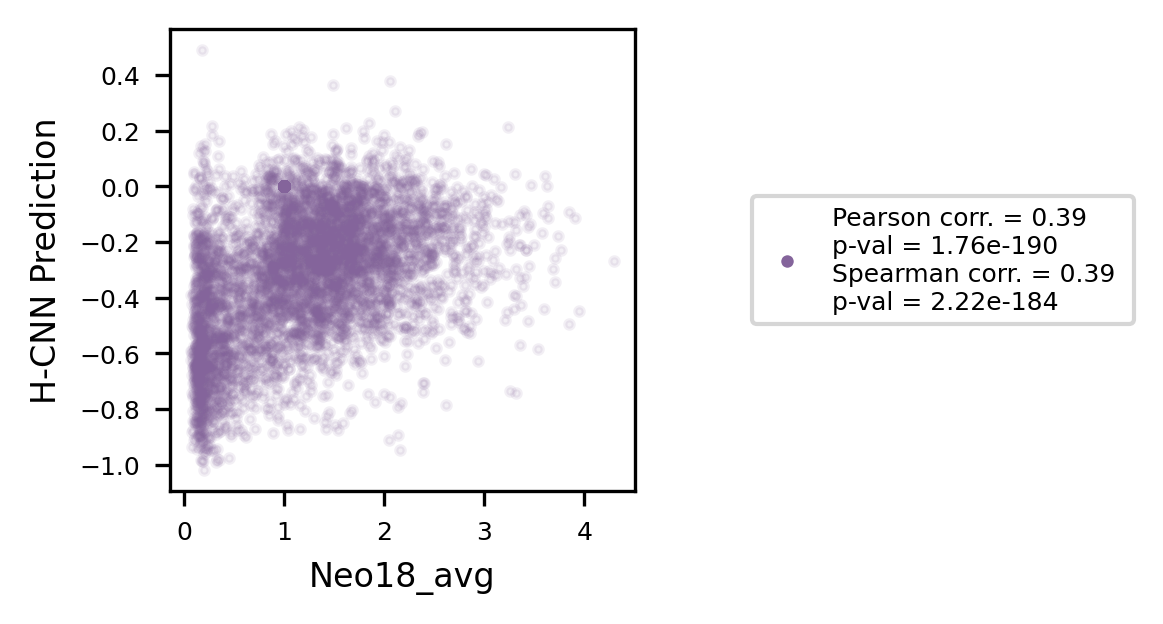 H-CNN Prediction
0.4
0.2
0.0
−0.2
−0.4
−0.6
−0.8
−1.0
0 1 2 3 4
Neo18_avg
Pearson corr. = 0.39
p-val = 1.76e-190
Spearman corr. = 0.39
p-val = 2.22e-184